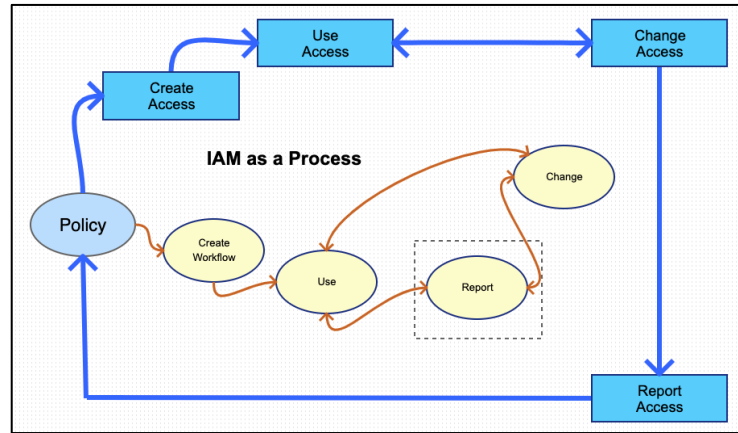 Use
Access
Change
Access
Create
Access
IAM as a Process
Change
Policy
Create
Workflow
Use
Report
Report
Access